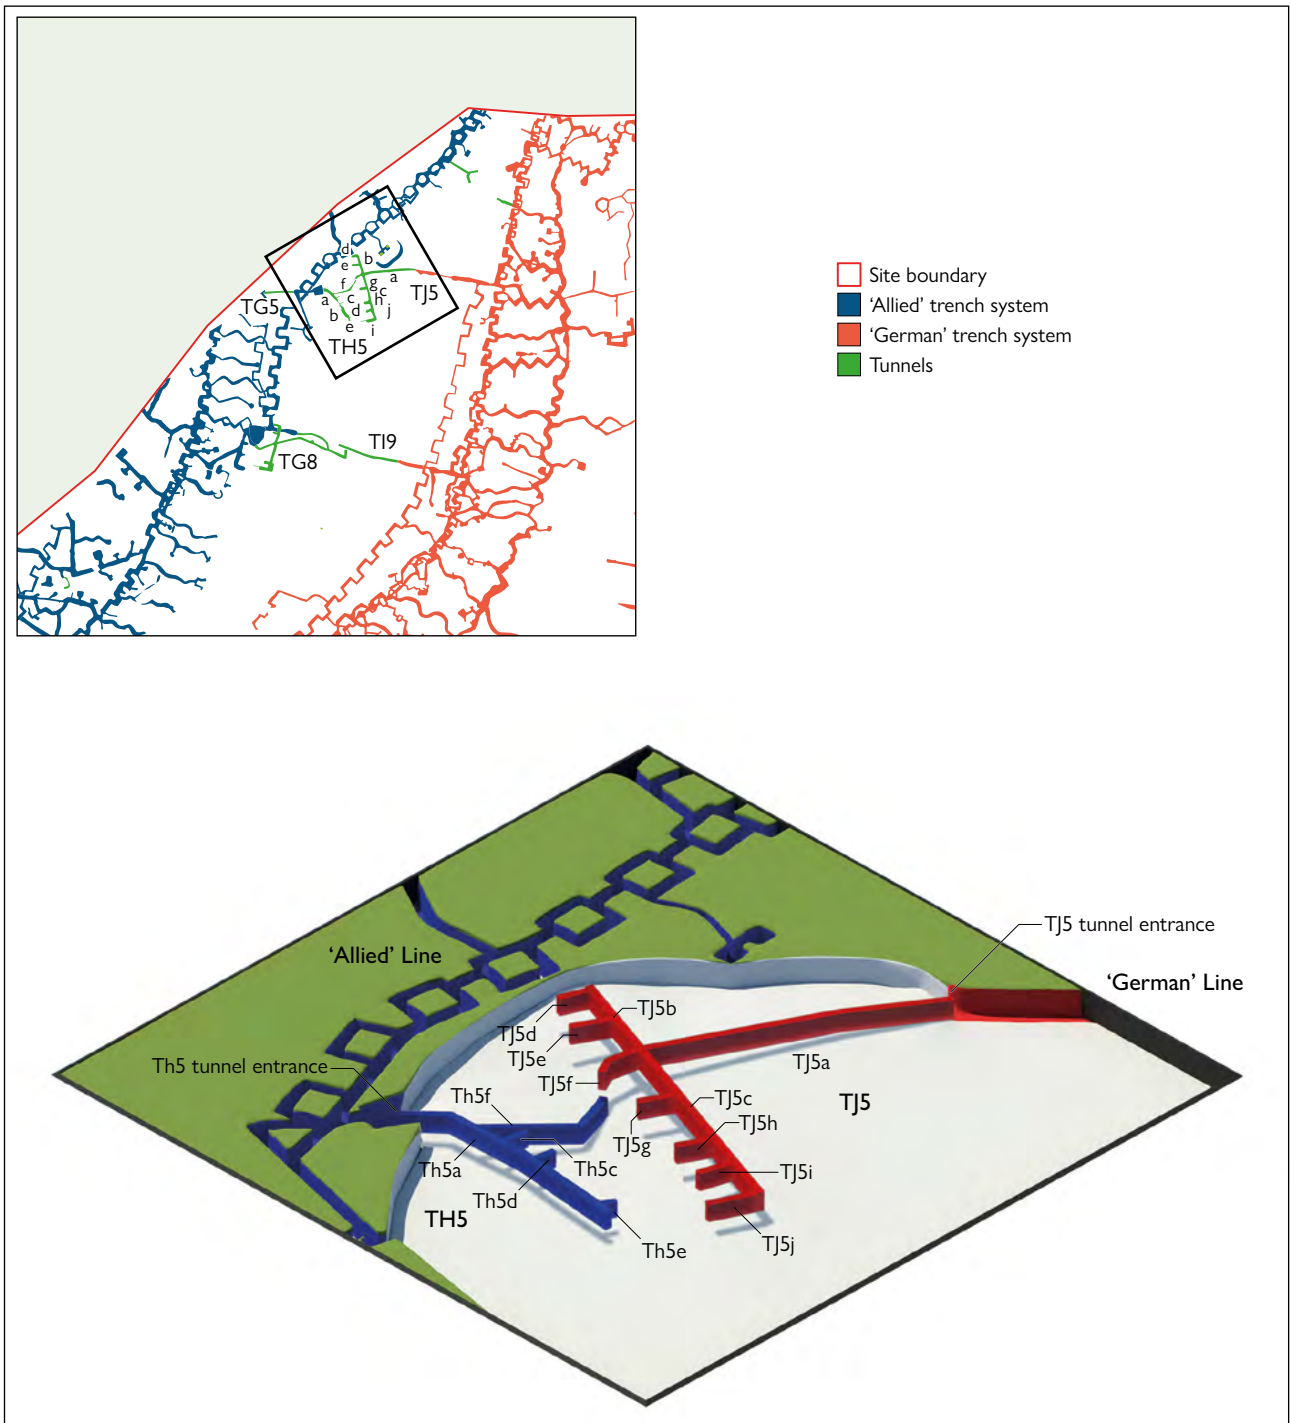 d
b
e
a
f
g
TJ5
TG5
a
c
c
h
b
d
j
e
i
TH5
TI9
TG8
Site boundary
‘Allied’ trench system
‘German’ trench system
Tunnels
TJ5 tunnel entrance
‘Allied’ Line
‘German’ Line
TJ5b
TJ5d
TJ5e
Th5 tunnel entrance
TJ5a
TJ5f
Th5f
TJ5c
TJ5
TJ5h
TJ5g
Th5a
Th5c
TJ5i
Th5d
TH5
TJ5j
Th5e